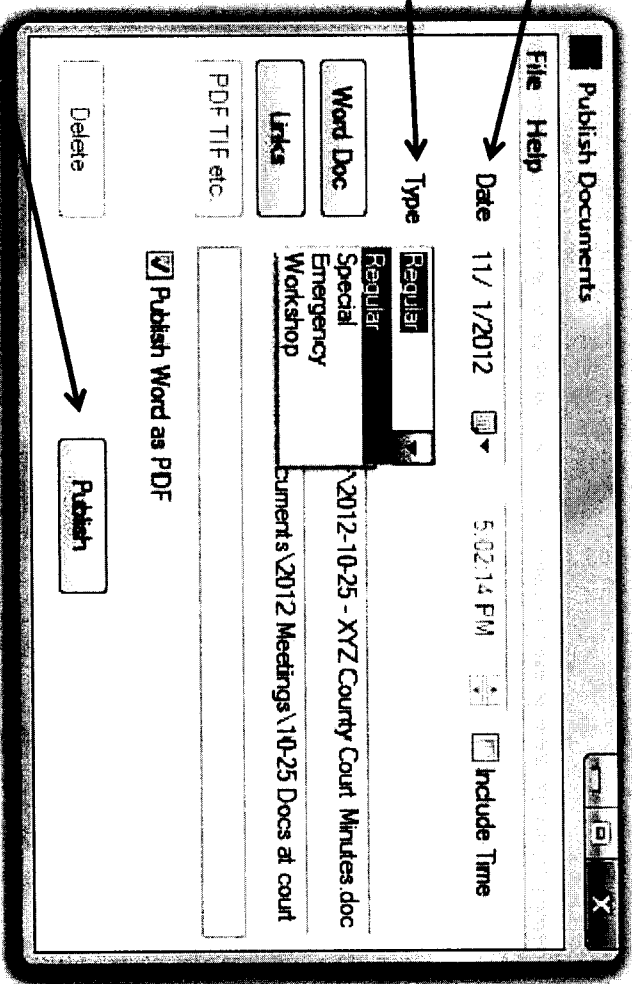 Publish Documents
File Help
Date 11/ 1/2012 5:02:14 PM Include Time
Type Regular
Regular
Special
Emergency
Workshop
Word Doc \2012-10-25 - XYZ County Court Minutes.doc
Links cuments\2012 Meetings\10-25 Docs at court
PDF TIF etc.
Publish Word as PDF
Delete Publish